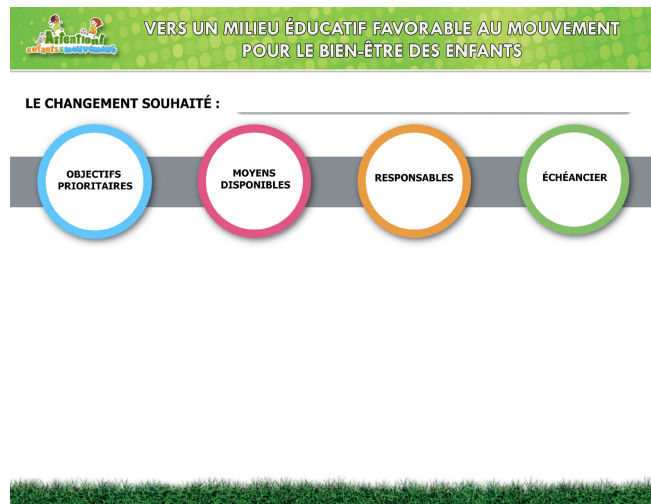 Attention!
enfants en mouvement
VERS UN MILIEU ÉDUCATIF FAVORABLE AU MOUVEMENT
POUR LE BIEN-ÊTRE DES ENFANTS
LE CHANGEMENT SOUHAITÉ :
OBJECTIFS
PRIORITAIRES
MOYENS
DISPONIBLES
RESPONSABLES
ÉCHÉANCIER